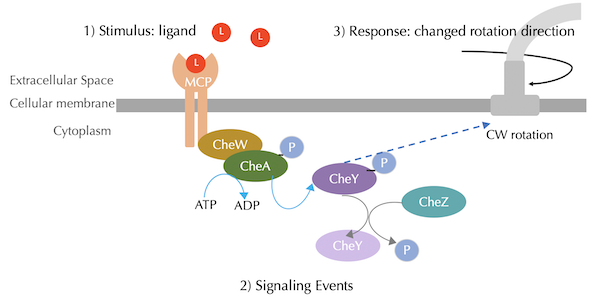 1) Stimulus: ligand
L
L
3) Response: changed rotation direction
L
MCP
Extracellular Space
Cellular membrane
Cytoplasm
CW rotation
CheW
P
CheA
P
CheY
ATP
ADP
CheZ
CheY
P
2) Signaling Events